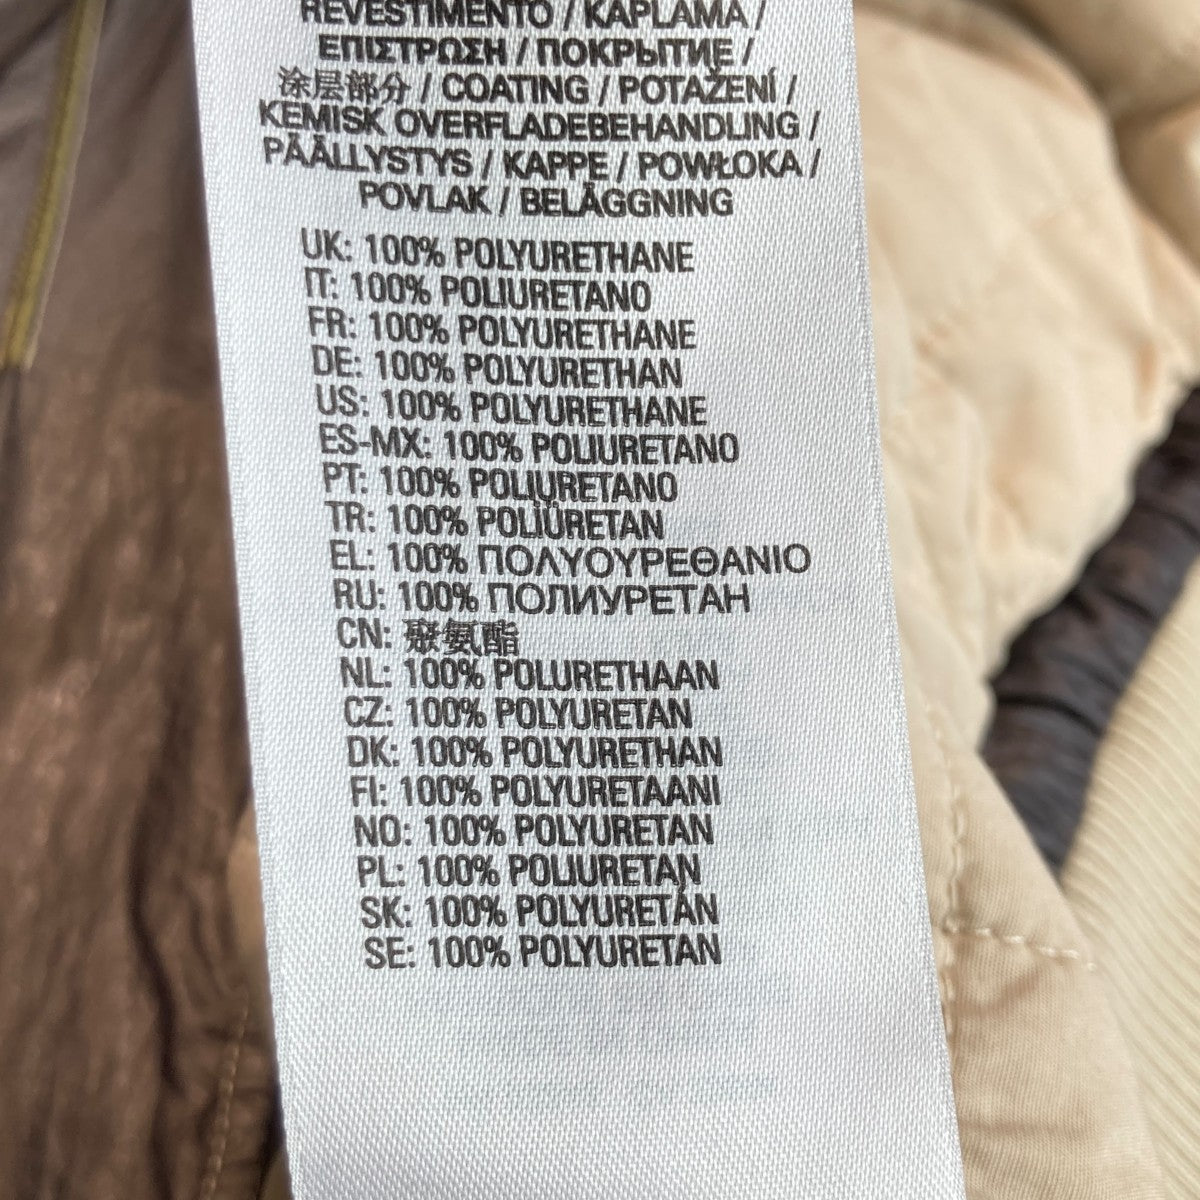 REVESTIMENTO / KAPLAMA /
ΕΠΙΣΤΡΩΣΗ / ПОКРЫТИЕ /
涂层部分 / COATING / POTAŽENÍ /
KEMISK OVERFLADEBEHANDLING /
PÄÄLLYSTYS / KAPPE / POWŁOKA /
POVLAK / BELÄGGNING
UK: 100% POLYURETHANE
IT: 100% POLIURETANO
FR: 100% POLYURETHANE
DE: 100% POLYURETHAN
US: 100% POLYURETHANE
ES-MX: 100% POLIURETANO
PT: 100% POLIURETANO
TR: 100% POLIÜRETAN
EL: 100% ΠΟΛΥΟΥΡΕΘΑΝΙΟ
RU: 100% ПОЛИУРЕТАН
CN: 聚氨酯
NL: 100% POLURETHAAN
CZ: 100% POLYURETAN
DK: 100% POLYURETHAN
FI: 100% POLYURETAANI
NO: 100% POLYURETAN
PL: 100% POLIURETAN
SK: 100% POLYURETÁN
SE: 100% POLYURETAN